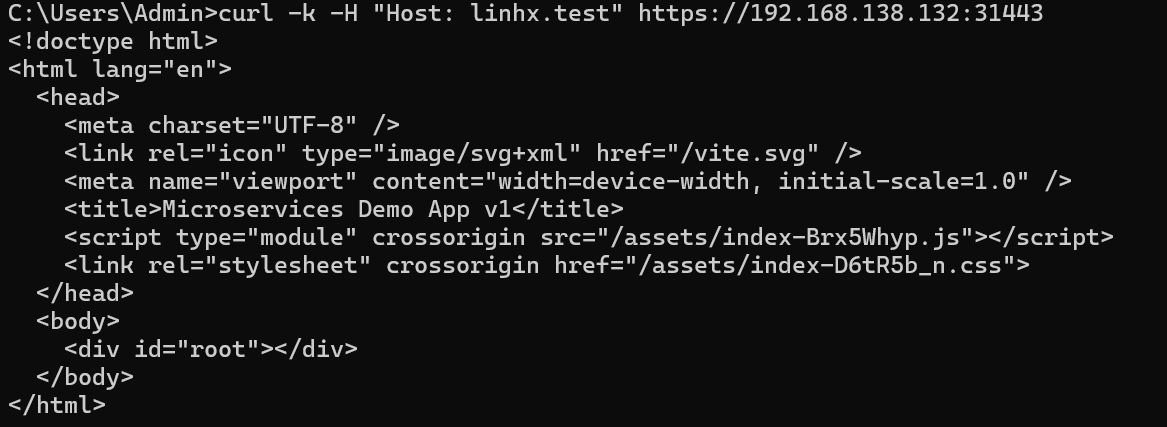 C:\Users\Admin>curl -k -H "Host: linhx.test" https://192.168.138.132:31443
<!doctype html>
<html lang="en">
  <head>
    <meta charset="UTF-8" />
    <link rel="icon" type="image/svg+xml" href="/vite.svg" />
    <meta name="viewport" content="width=device-width, initial-scale=1.0" />
    <title>Microservices Demo App v1</title>
    <script type="module" crossorigin src="/assets/index-Brx5Whyp.js"></script>
    <link rel="stylesheet" crossorigin href="/assets/index-D6tR5b_n.css">
  </head>
  <body>
    <div id="root"></div>
  </body>
</html>